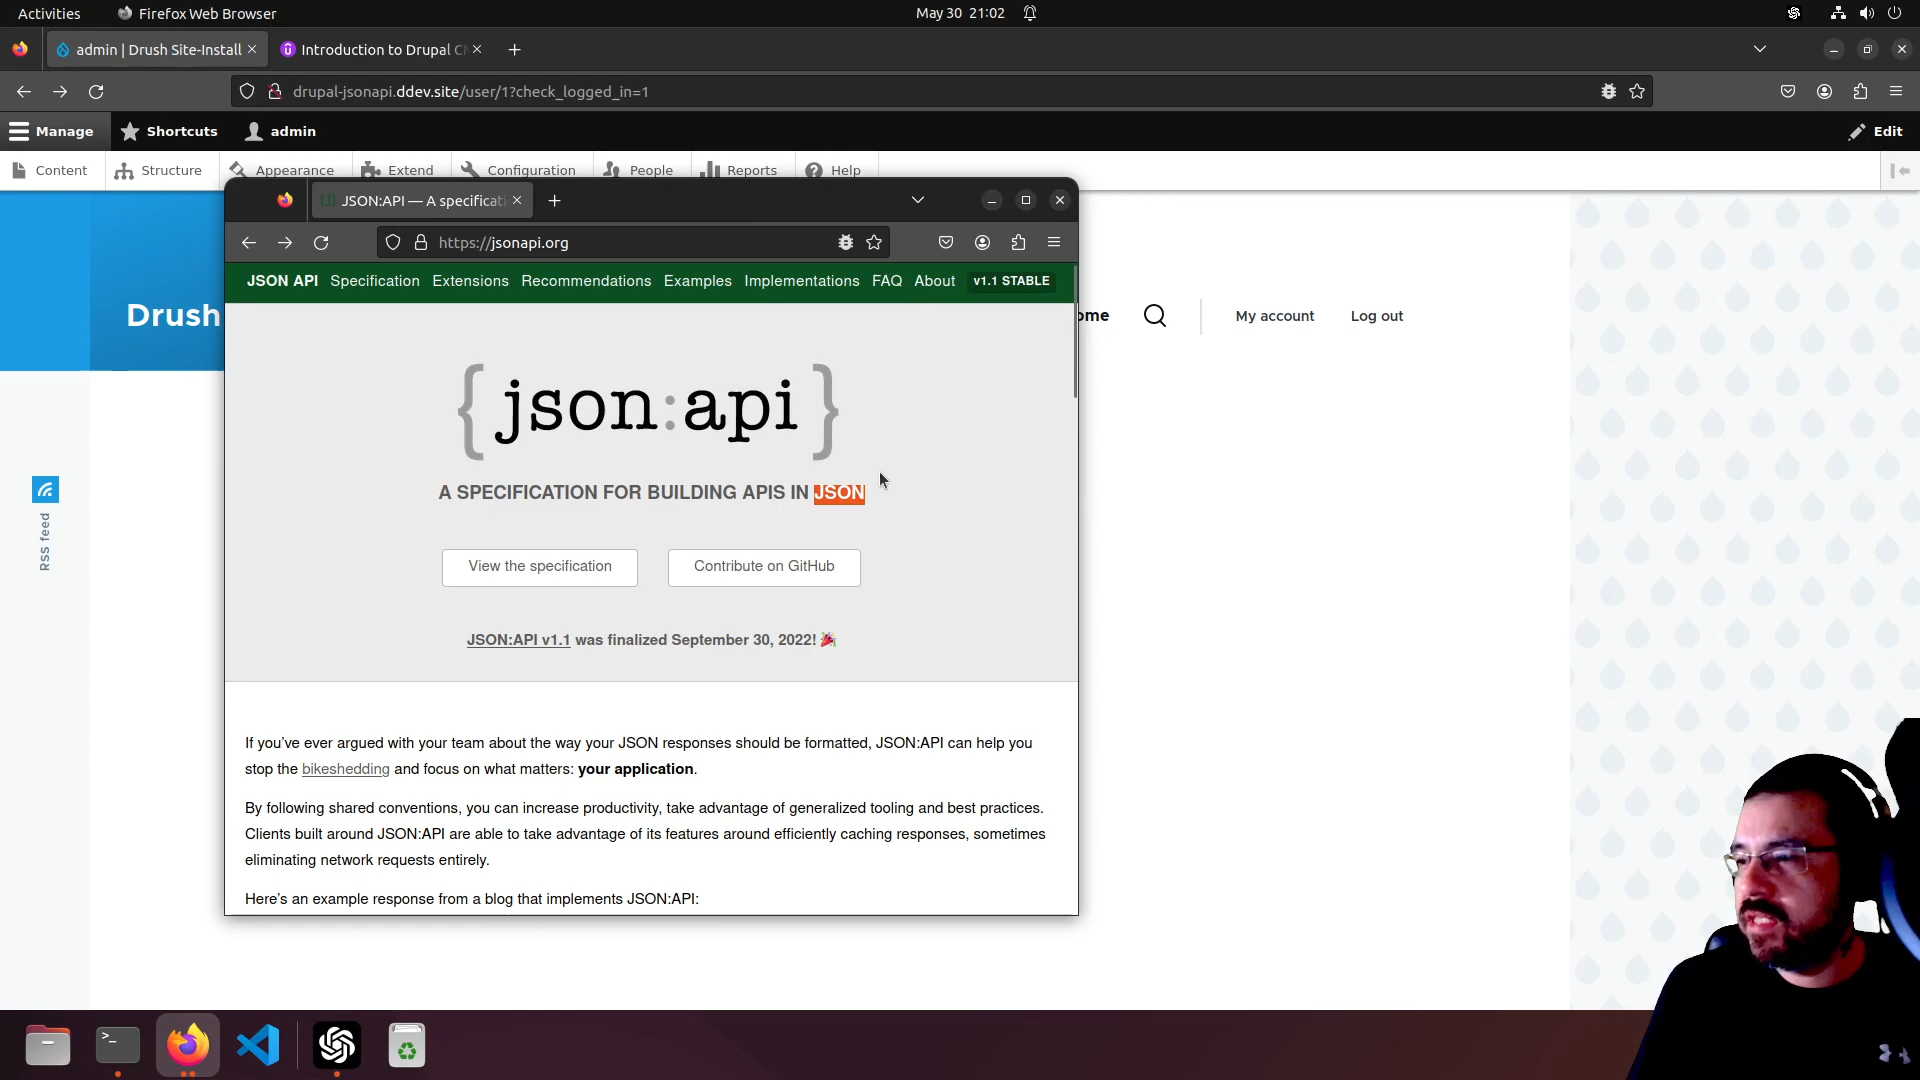 Activities
Firefox Web Browser
May 30 21:02
admin | Drush Site-Install
Introduction to Drupal C
drupal-jsonapi.ddev.site/user/1?check_logged_in=1
Manage
Shortcuts
admin
Edit
Content
Structure
Appearance
Extend
Configuration
People
Reports
Help
JSON:API — A specificati
https://jsonapi.org
JSON API
Specification
Extensions
Recommendations
Examples
Implementations
FAQ
About
v1.1 STABLE
Drush
ome
My account
Log out
{ json:api }
A SPECIFICATION FOR BUILDING APIS IN JSON
View the specification
Contribute on GitHub
JSON:API v1.1 was finalized September 30, 2022! 🎉
RSS feed
If you've ever argued with your team about the way your JSON responses should be formatted, JSON:API can help you
stop the bikeshedding and focus on what matters: your application.
By following shared conventions, you can increase productivity, take advantage of generalized tooling and best practices.
Clients built around JSON:API are able to take advantage of its features around efficiently caching responses, sometimes
eliminating network requests entirely.
Here's an example response from a blog that implements JSON:API: